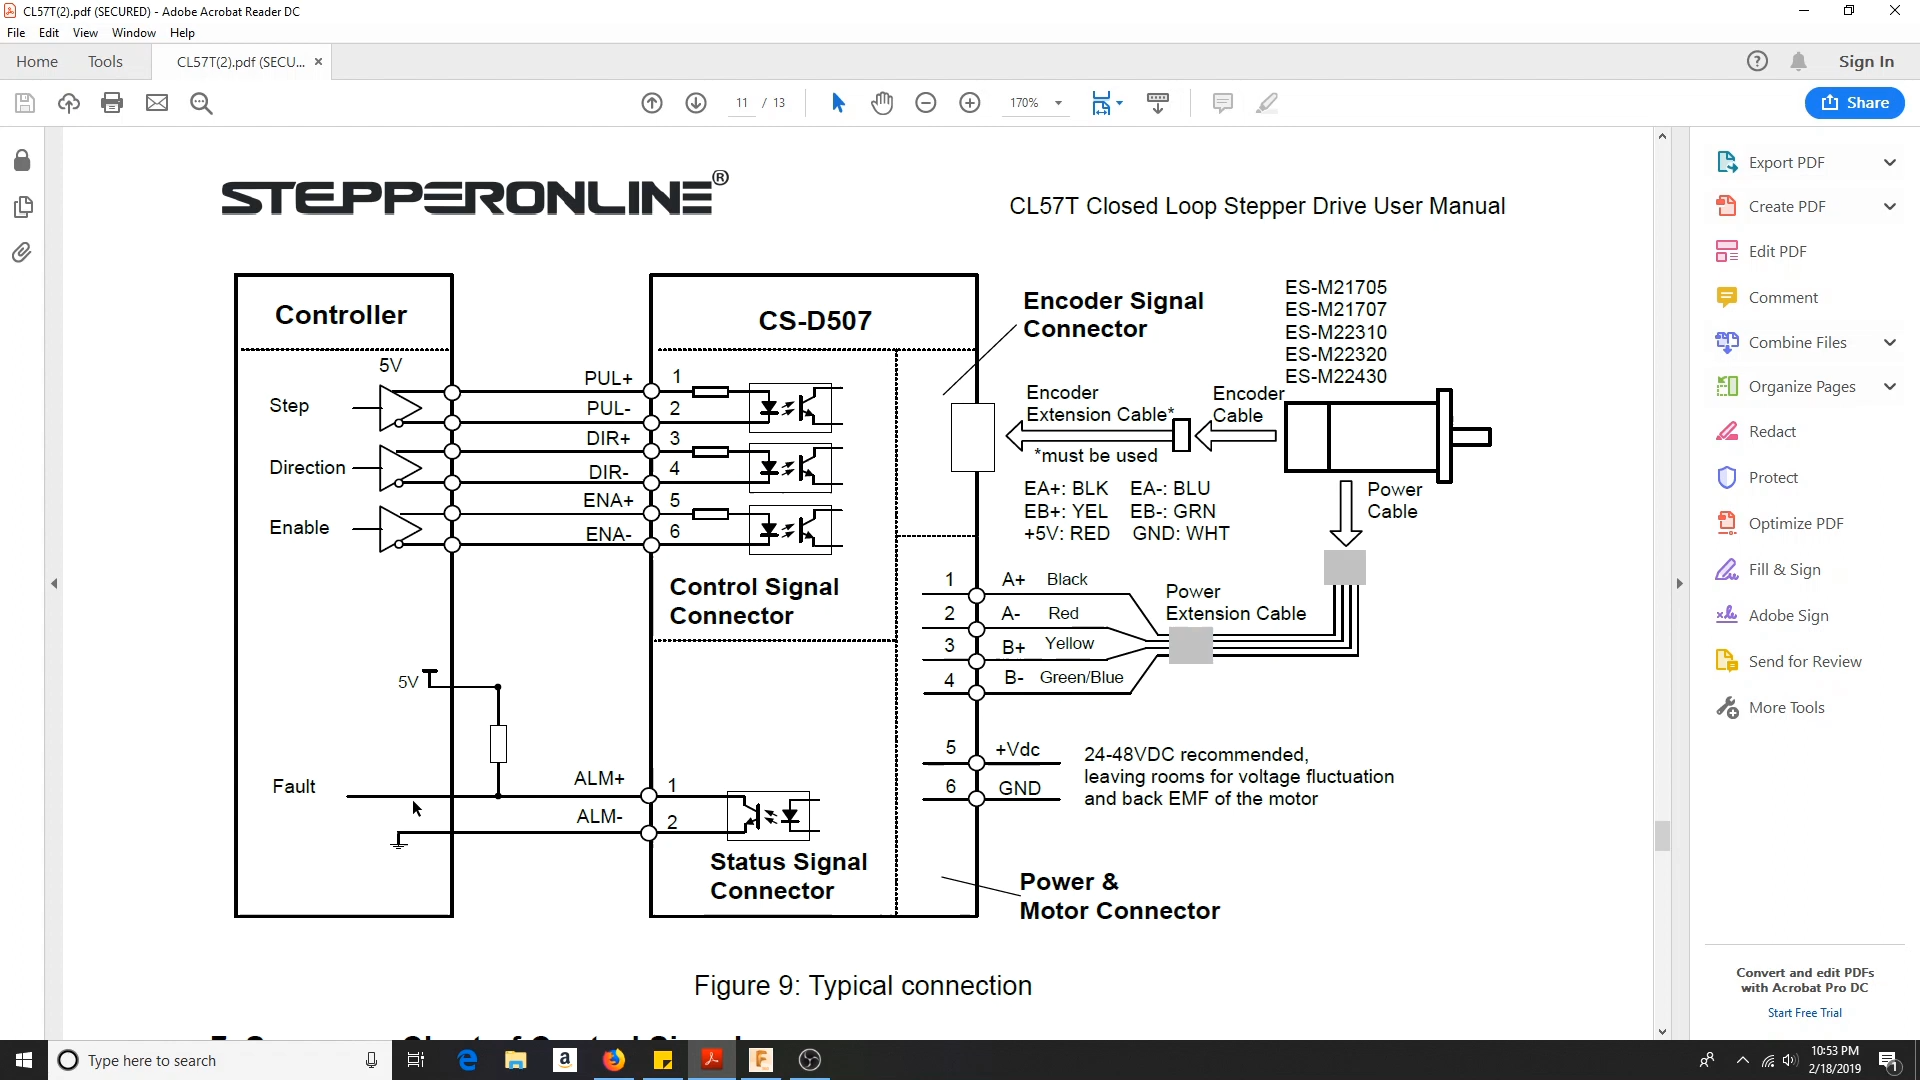 CL57T(2).pdf (SECURED) - Adobe Acrobat Reader DC
File Edit View Window Help
Home Tools CL57T(2).pdf (SECU... × Sign In
11 / 13 170% Share
STEPPERONLINE®
CL57T Closed Loop Stepper Drive User Manual
Controller
CS-D507
Encoder Signal
Connector
ES-M21705
ES-M21707
ES-M22310
ES-M22320
ES-M22430
5V
Step
PUL+ 1
PUL- 2
Direction
DIR+ 3
DIR- 4
Enable
ENA+ 5
ENA- 6
Encoder
Extension Cable*
*must be used
Encoder
Cable
EA+: BLK EA-: BLU
EB+: YEL EB-: GRN
+5V: RED GND: WHT
Power
Cable
Control Signal
Connector
1 A+ Black
2 A- Red
3 B+ Yellow
4 B- Green/Blue
Power
Extension Cable
5V
Fault
ALM+ 1
ALM- 2
5 +Vdc
6 GND
24-48VDC recommended,
leaving rooms for voltage fluctuation
and back EMF of the motor
Status Signal
Connector
Power &
Motor Connector
Figure 9: Typical connection
Export PDF
Create PDF
Edit PDF
Comment
Combine Files
Organize Pages
Redact
Protect
Optimize PDF
Fill & Sign
Adobe Sign
Send for Review
More Tools
Convert and edit PDFs
with Acrobat Pro DC
Start Free Trial
Type here to search
10:53 PM
2/18/2019
1